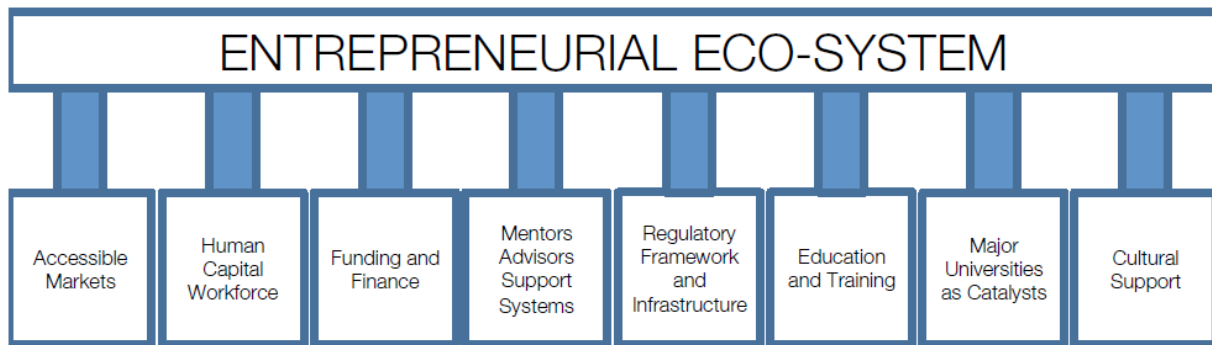 ENTREPRENEURIAL ECO-SYSTEM
Accessible
Markets
Human
Capital
Workforce
Funding and
Finance
Mentors
Advisors
Support
Systems
Regulatory
Framework
and
Infrastructure
Education
and Training
Major
Universities
as Catalysts
Cultural
Support